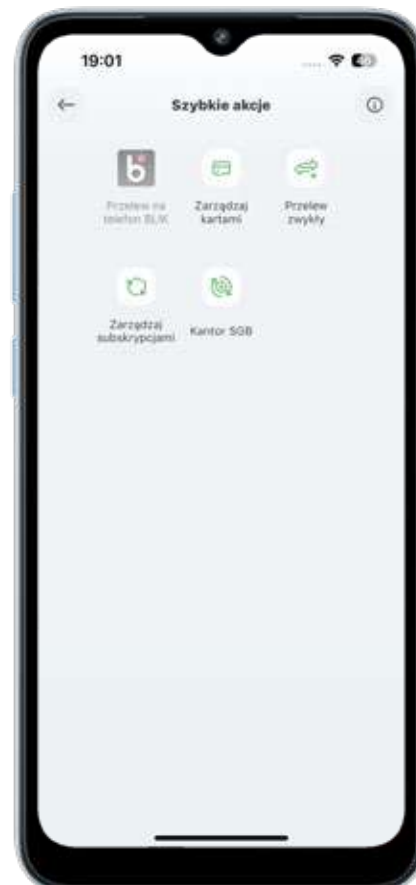 19:01
Szybkie akcje
Przelew na
telefon BLIK
Zarządzaj
kartami
Przelew
zwykły
Zarządzaj
subskrypcjami
Kantor SGB